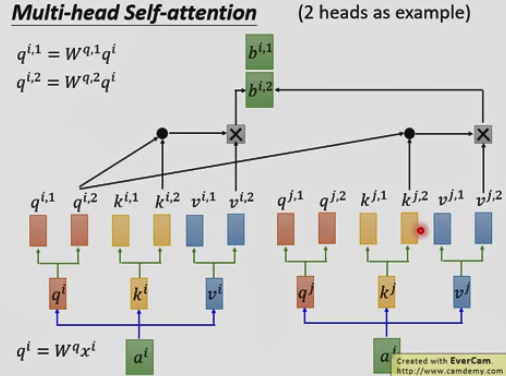 Multi-head Self-attention (2 heads as example)
q^{i,1} = W^{q,1}q^i
q^{i,2} = W^{q,2}q^i
b^{i,1}
b^{i,2}
q^{i,1} q^{i,2} k^{i,1} k^{i,2} v^{i,1} v^{i,2} q^{j,1} q^{j,2} k^{j,1} k^{j,2} v^{j,1} v^{j,2}
q^i k^i v^i q^j k^j v^j
q^i = W^q x^i
a^i a^j
Created with EverCam.
http://www.camdemy.com